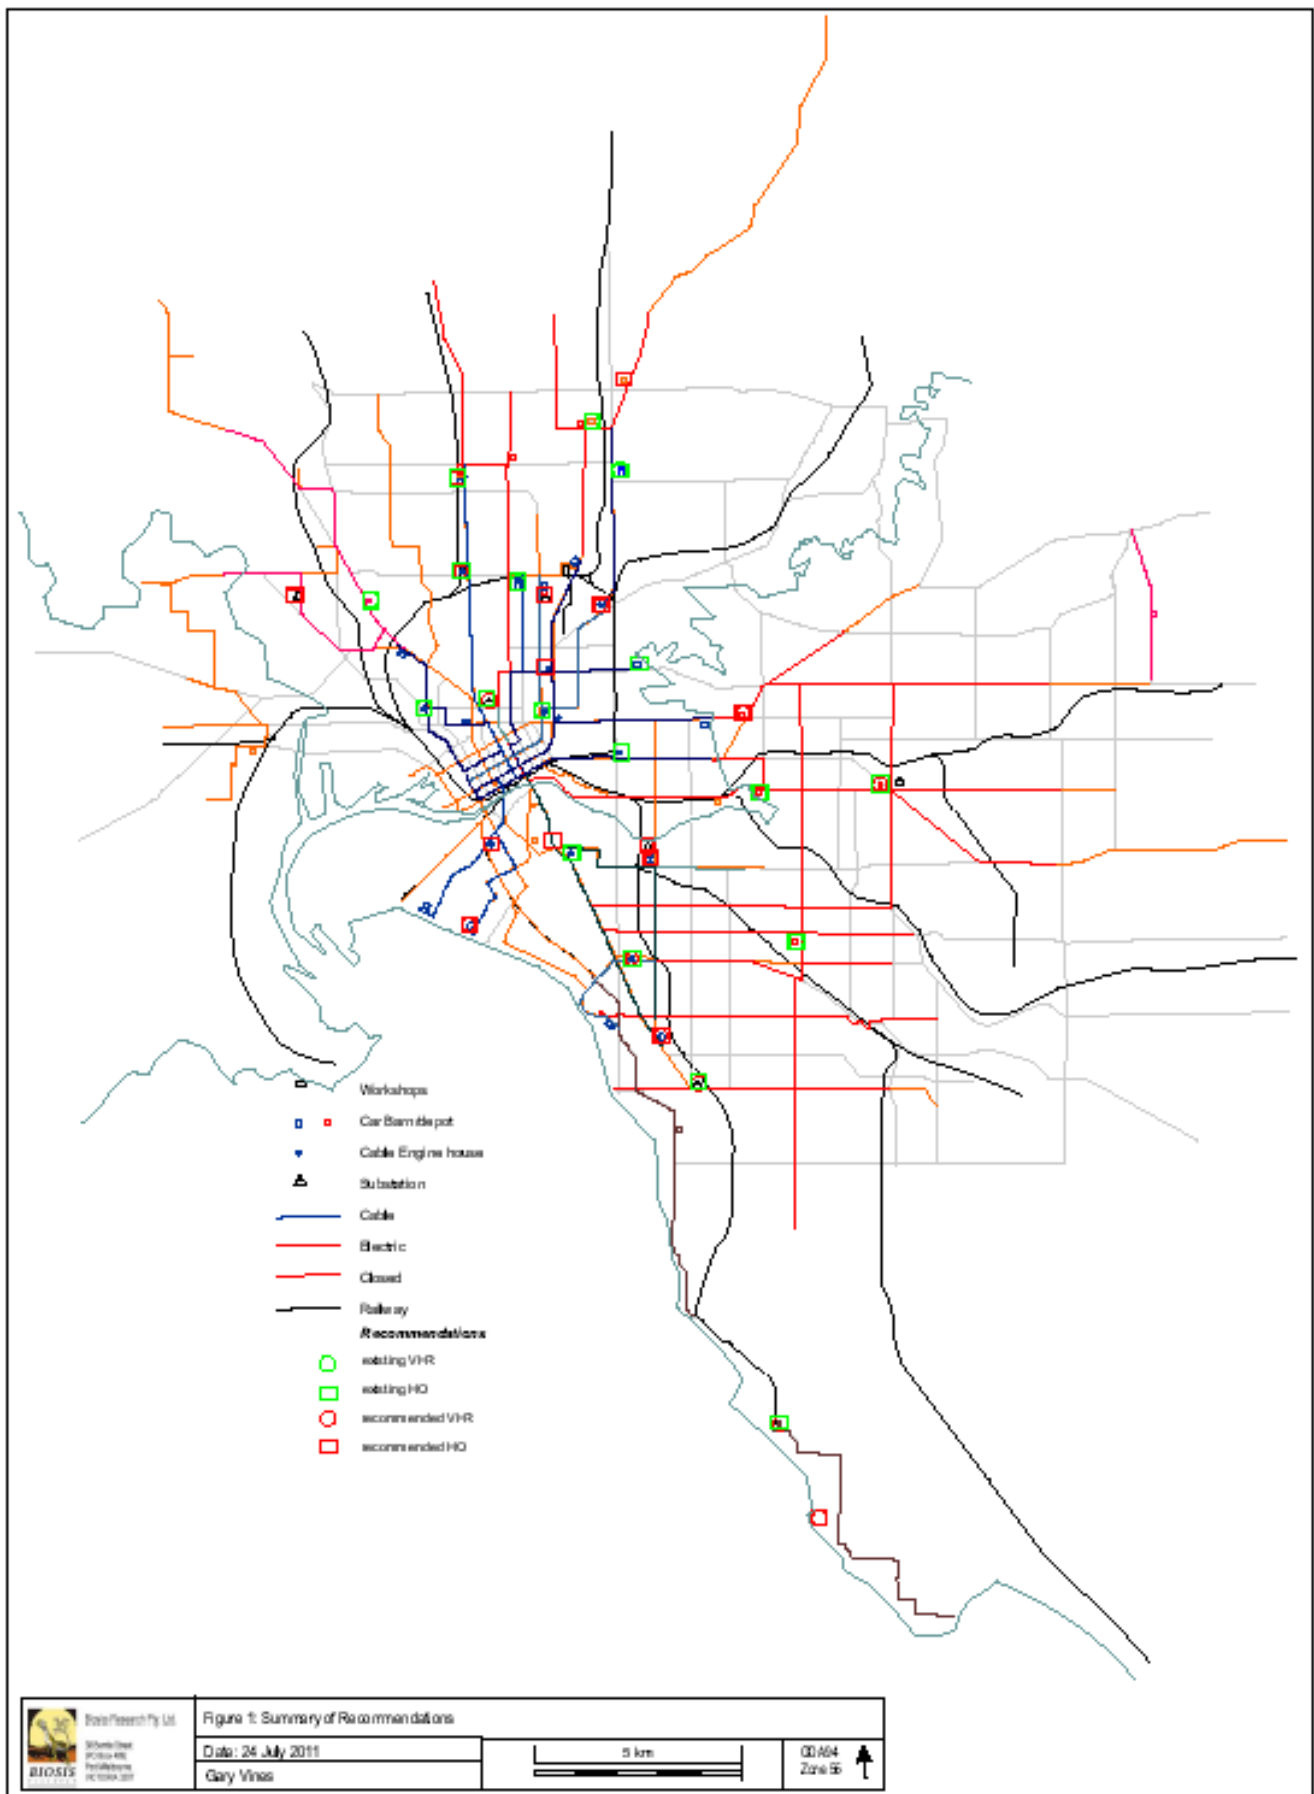 Workshops
Car Barn/depot
Cable Engine house
Substation
Cable
Electric
Closed
Railway
Recommendations
existing VHR
existing HO
recommended VHR
recommended HO
Biosis Research Pty. Ltd.
BIOSIS
Figure 1: Summary of Recommendations
Date: 24 July 2011
Gary Vines
5 km
GDA94
Zone 55